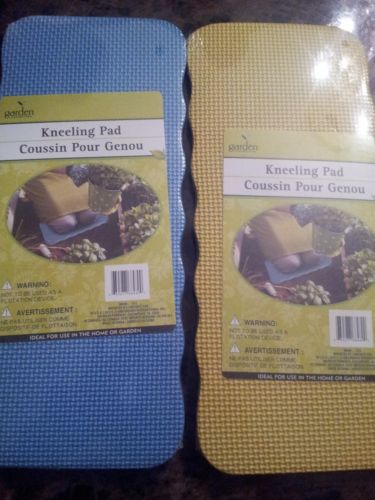 garden
Kneeling Pad
Coussin Pour Genou
WARNING:
NOT TO BE USED AS A
FLOTATION DEVICE.
AVERTISSEMENT :
NE PAS UTILISER COMME
DISPOSITIF DE FLOTTAISON.
IDEAL FOR USE IN THE HOME OR GARDEN
garden
Kneeling Pad
Coussin Pour Genou
WARNING:
NOT TO BE USED AS A
FLOTATION DEVICE.
AVERTISSEMENT :
NE PAS UTILISER COMME
DISPOSITIF DE FLOTTAISON.
IDEAL FOR USE IN THE HOME OR GARDEN